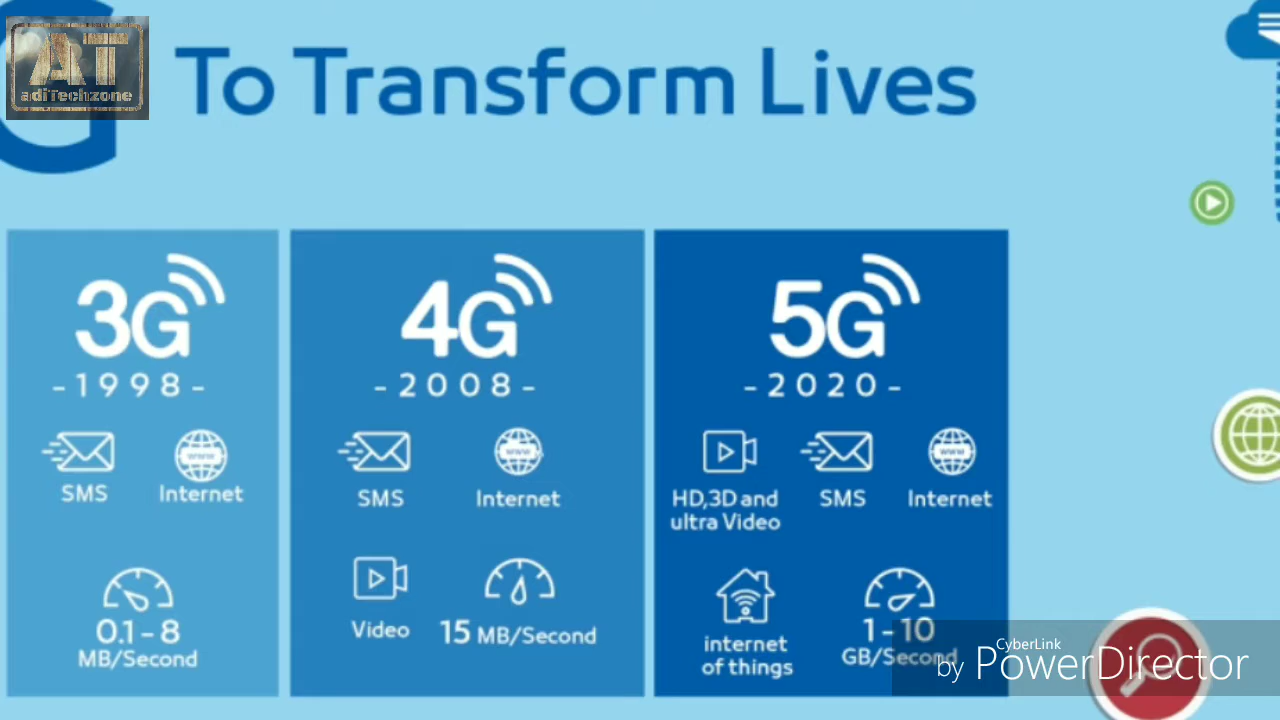 AT
adiTechzone
G To Transform Lives
3G
-1998-
SMS
Internet
0.1 - 8
MB/Second
4G
-2008-
SMS
Internet
Video
15 MB/Second
5G
-2020-
HD,3D and
ultra Video
SMS
Internet
internet
of things
1 - 10
GB/Second
CyberLink
by PowerDirector